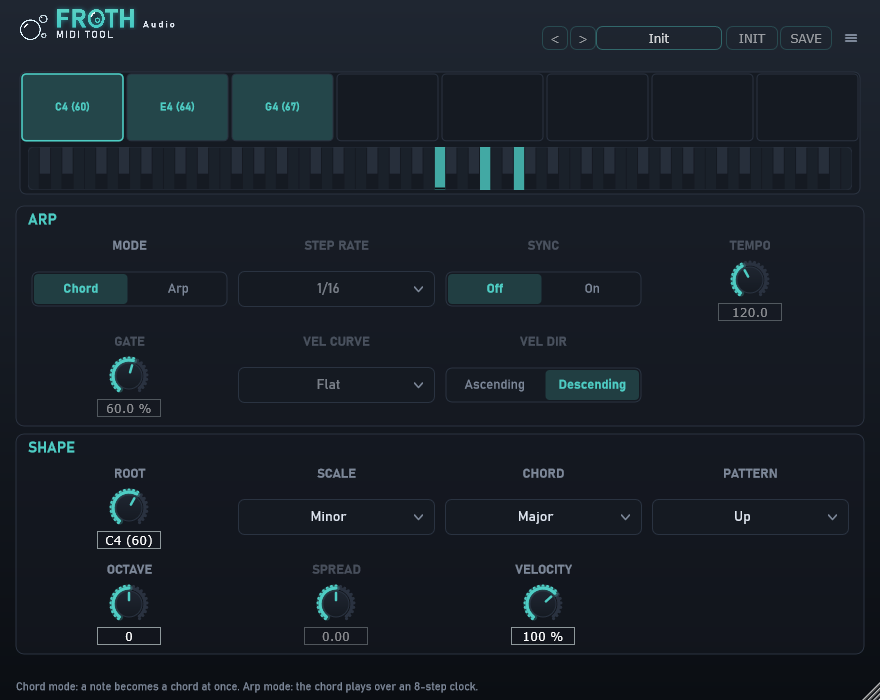 FROTH Audio
MIDI TOOL
< > Init INIT SAVE
C4 (60) E4 (64) G4 (67)
ARP
MODE STEP RATE SYNC TEMPO
Chord Arp 1/16 Off On
120.0
GATE VEL CURVE VEL DIR
Flat Ascending Descending
60.0 %
SHAPE
ROOT SCALE CHORD PATTERN
Minor Major Up
C4 (60)
OCTAVE SPREAD VELOCITY
0 0.00 100 %
Chord mode: a note becomes a chord at once. Arp mode: the chord plays over an 8-step clock.